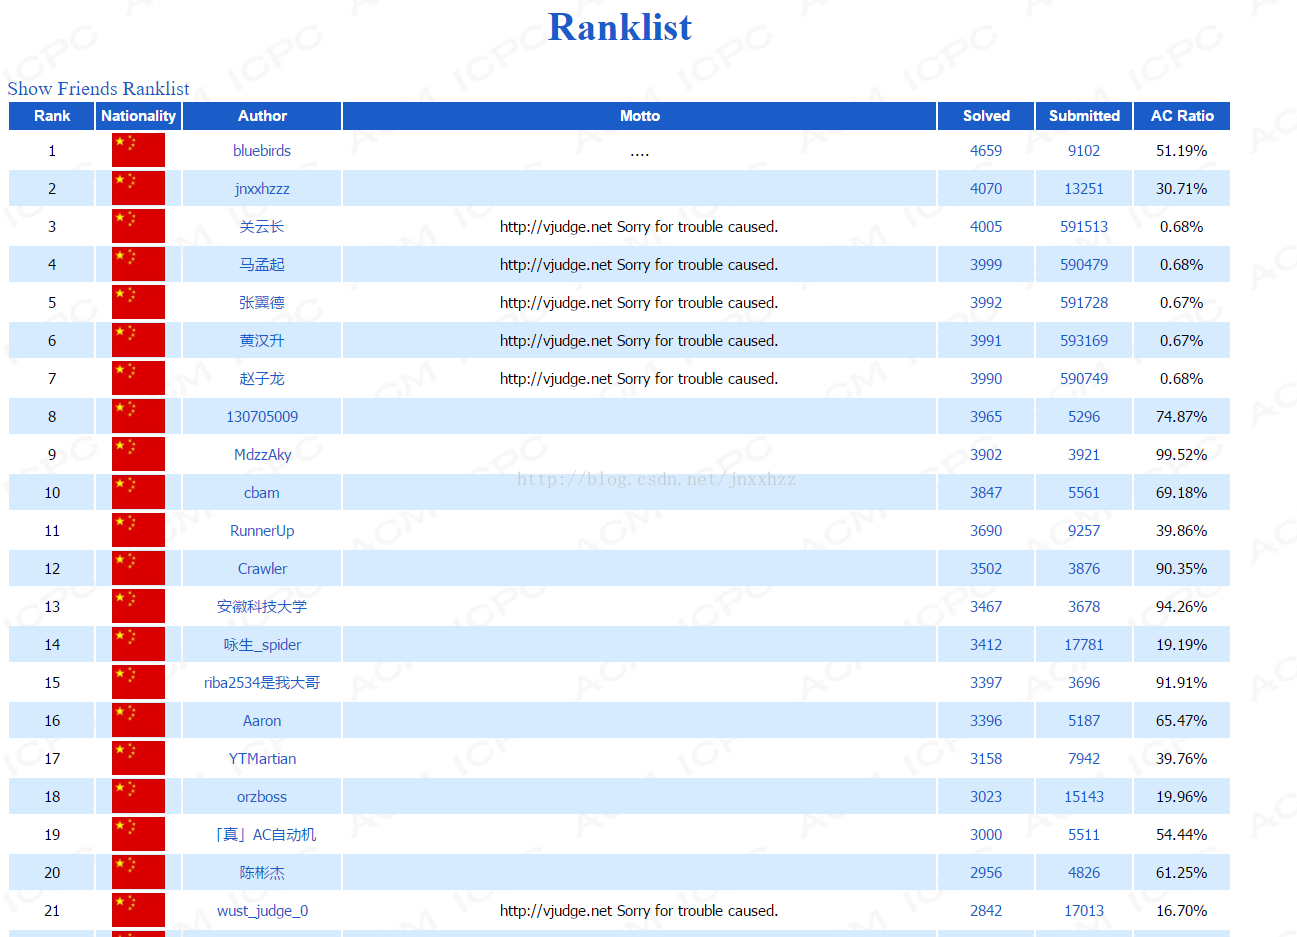 Ranklist
Show Friends Ranklist
Rank Nationality Author Motto Solved Submitted AC Ratio
1 bluebirds .... 4659 9102 51.19%
2 jnxxhzzz 4070 13251 30.71%
3 关云长 http://vjudge.net Sorry for trouble caused. 4005 591513 0.68%
4 马孟起 http://vjudge.net Sorry for trouble caused. 3999 590479 0.68%
5 张翼德 http://vjudge.net Sorry for trouble caused. 3992 591728 0.67%
6 黄汉升 http://vjudge.net Sorry for trouble caused. 3991 593169 0.67%
7 赵子龙 http://vjudge.net Sorry for trouble caused. 3990 590749 0.68%
8 130705009 3965 5296 74.87%
9 MdzzAky 3902 3921 99.52%
http://blog.csdn.net/jnxxhzz
10 cbam 3847 5561 69.18%
11 RunnerUp 3690 9257 39.86%
12 Crawler 3502 3876 90.35%
13 安徽科技大学 3467 3678 94.26%
14 咏生_spider 3412 17781 19.19%
15 riba2534是我大哥 3397 3696 91.91%
16 Aaron 3396 5187 65.47%
17 YTMartian 3158 7942 39.76%
18 orzboss 3023 15143 19.96%
19 「真」AC自动机 3000 5511 54.44%
20 陈彬杰 2956 4826 61.25%
21 wust_judge_0 http://vjudge.net Sorry for trouble caused. 2842 17013 16.70%
ACM ICPC